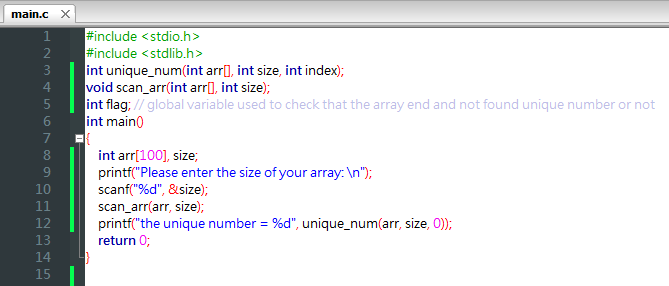 main.c
1 #include <stdio.h>
2 #include <stdlib.h>
3 int unique_num(int arr[], int size, int index);
4 void scan_arr(int arr[], int size);
5 int flag; // global variable used to check that the array end and not found unique number or not
6 int main()
7 {
8 int arr[100], size;
9 printf("Please enter the size of your array: \n");
10 scanf("%d", &size);
11 scan_arr(arr, size);
12 printf("the unique number = %d", unique_num(arr, size, 0));
13 return 0;
14 }
15